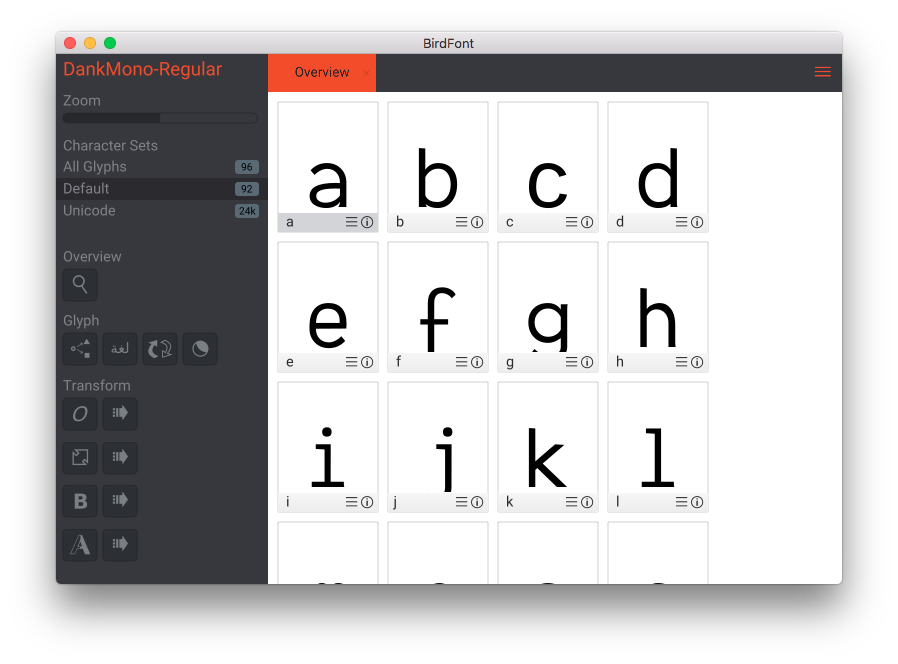 BirdFont
DankMono-Regular
Overview
Zoom
Character Sets
All Glyphs 96
Default 92
Unicode 24k
Overview
Glyph
لغة
Transform
O
B
A
a b c d
a b c d
e f g h
e f g h
i j k l
i j k l